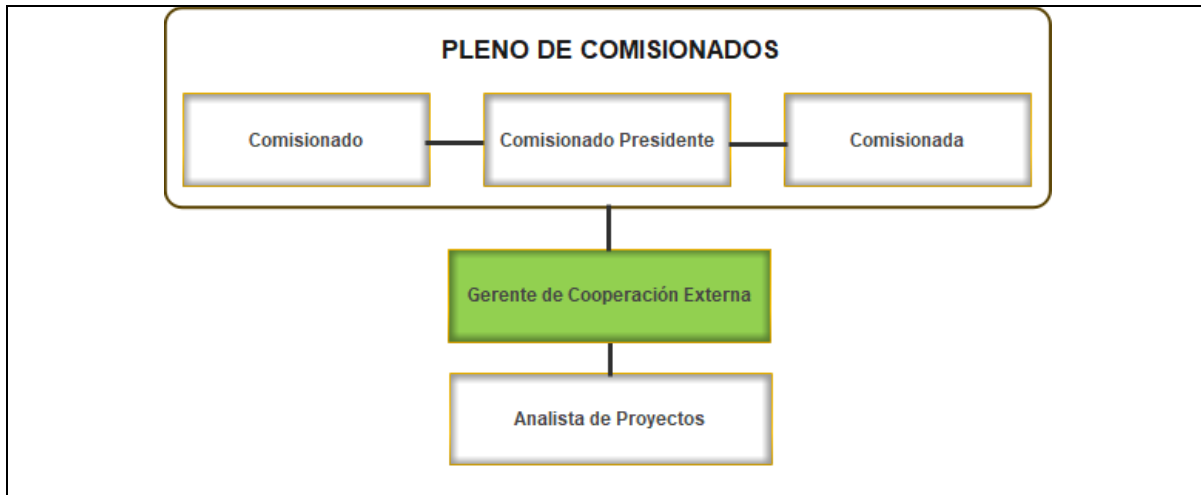 PLENO DE COMISIONADOS
Comisionado
Comisionado Presidente
Comisionada
Gerente de Cooperación Externa
Analista de Proyectos